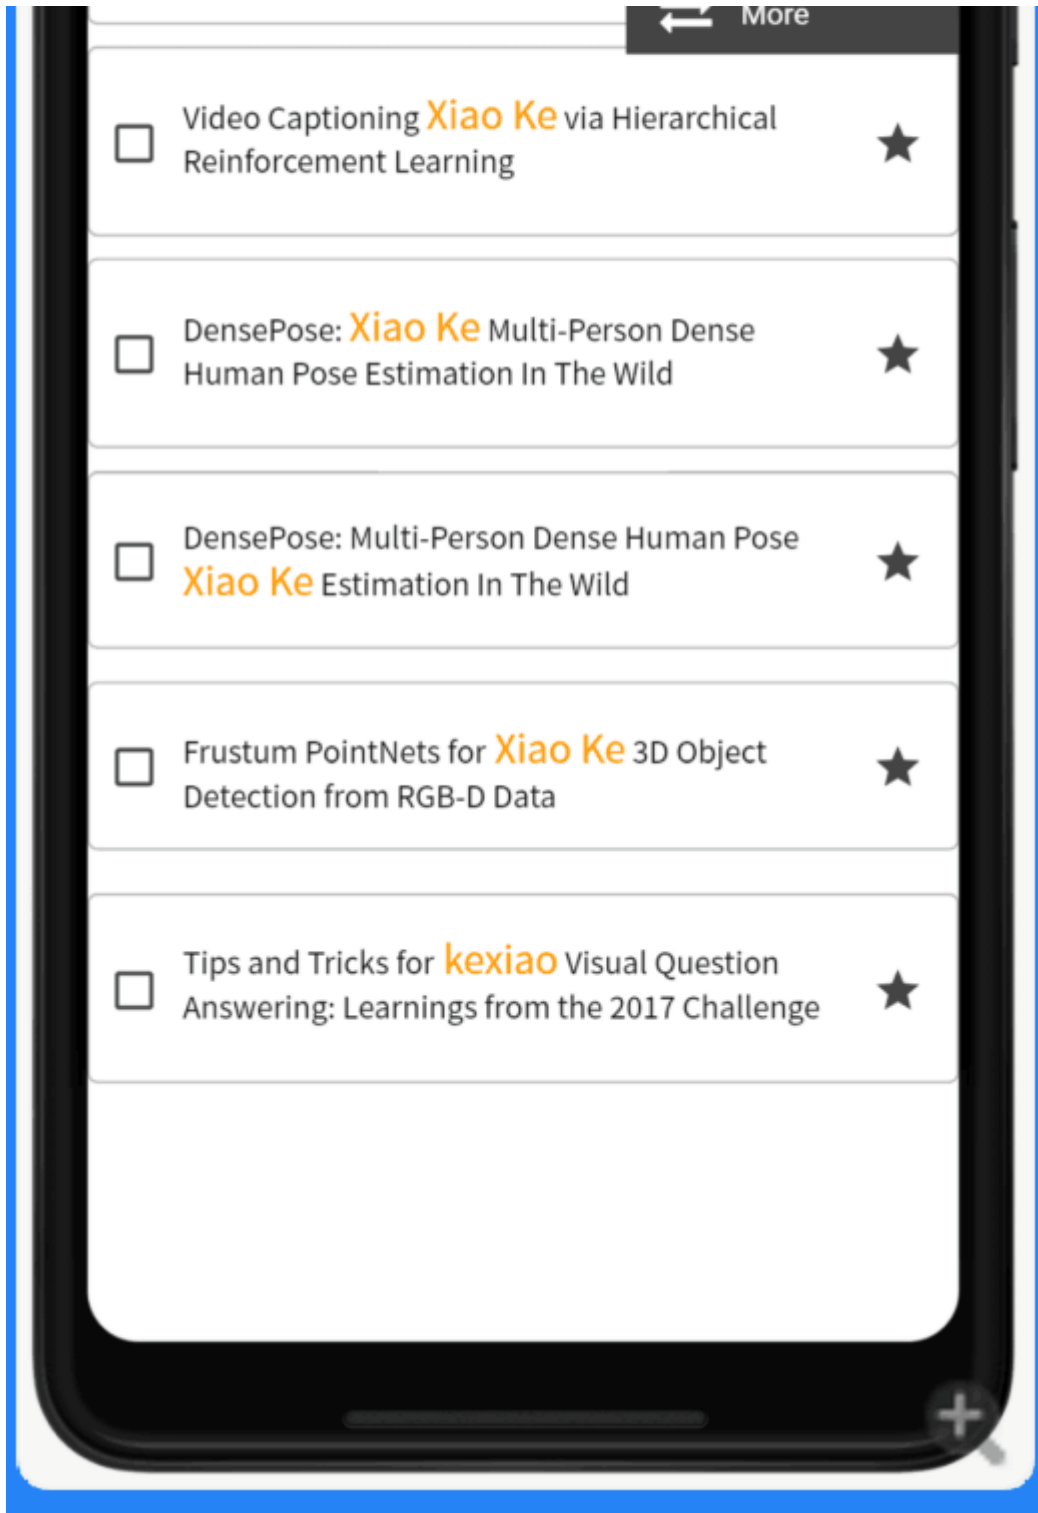 More
Video Captioning Xiao Ke via Hierarchical
Reinforcement Learning
DensePose: Xiao Ke Multi-Person Dense
Human Pose Estimation In The Wild
DensePose: Multi-Person Dense Human Pose
Xiao Ke Estimation In The Wild
Frustum PointNets for Xiao Ke 3D Object
Detection from RGB-D Data
Tips and Tricks for kexiao Visual Question
Answering: Learnings from the 2017 Challenge